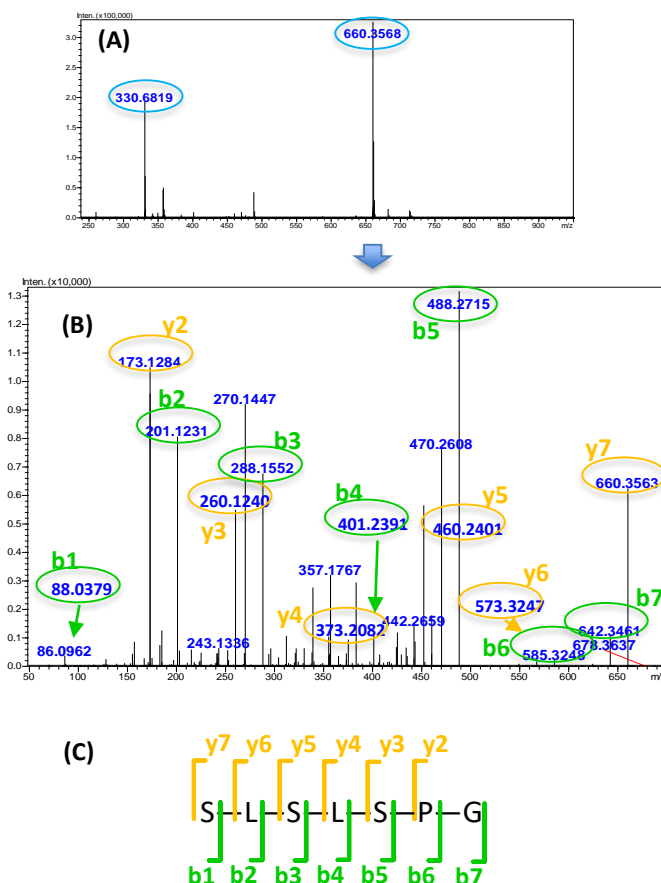 Inten. (x100,000)
(A)
660.3568
3.0
2.5
330.6819
2.0
1.5
1.0
0.5
0.0
250 300 350 400 450 500 550 600 650 700 750 800 850 900 m/z
Inten. (x10,000)
(B)
1.3
488.2715
b5
1.2
y2
1.1
173.1284
1.0
b2
270.1447
0.9
201.1231
b3
y7
0.8
288.1552
470.2608
0.7
b4
660.3563
260.1240
y5
0.6
y3
401.2391
460.2401
0.5
b1
y6
0.4
88.0379
357.1767
573.3247
b7
0.3
y4
0.2
373.2082
442.2659
642.3461
0.1
86.0962
243.1336
b6
585.3248
678.3637
0.0
50 100 150 200 250 300 350 400 450 500 550 600 650 m/z
(C)
y7 y6 y5 y4 y3 y2
S L S L S P G
b1 b2 b3 b4 b5 b6 b7